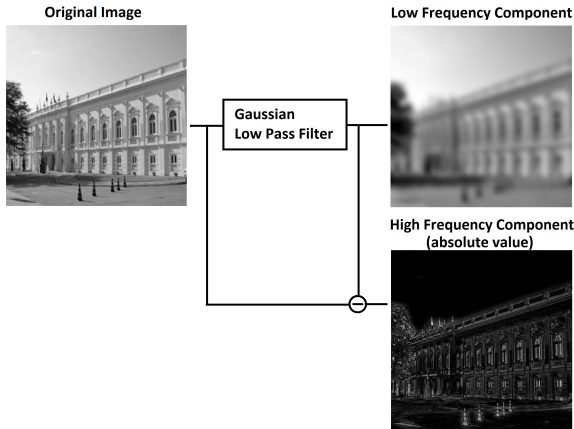 Original Image
Low Frequency Component
Gaussian
Low Pass Filter
High Frequency Component
(absolute value)